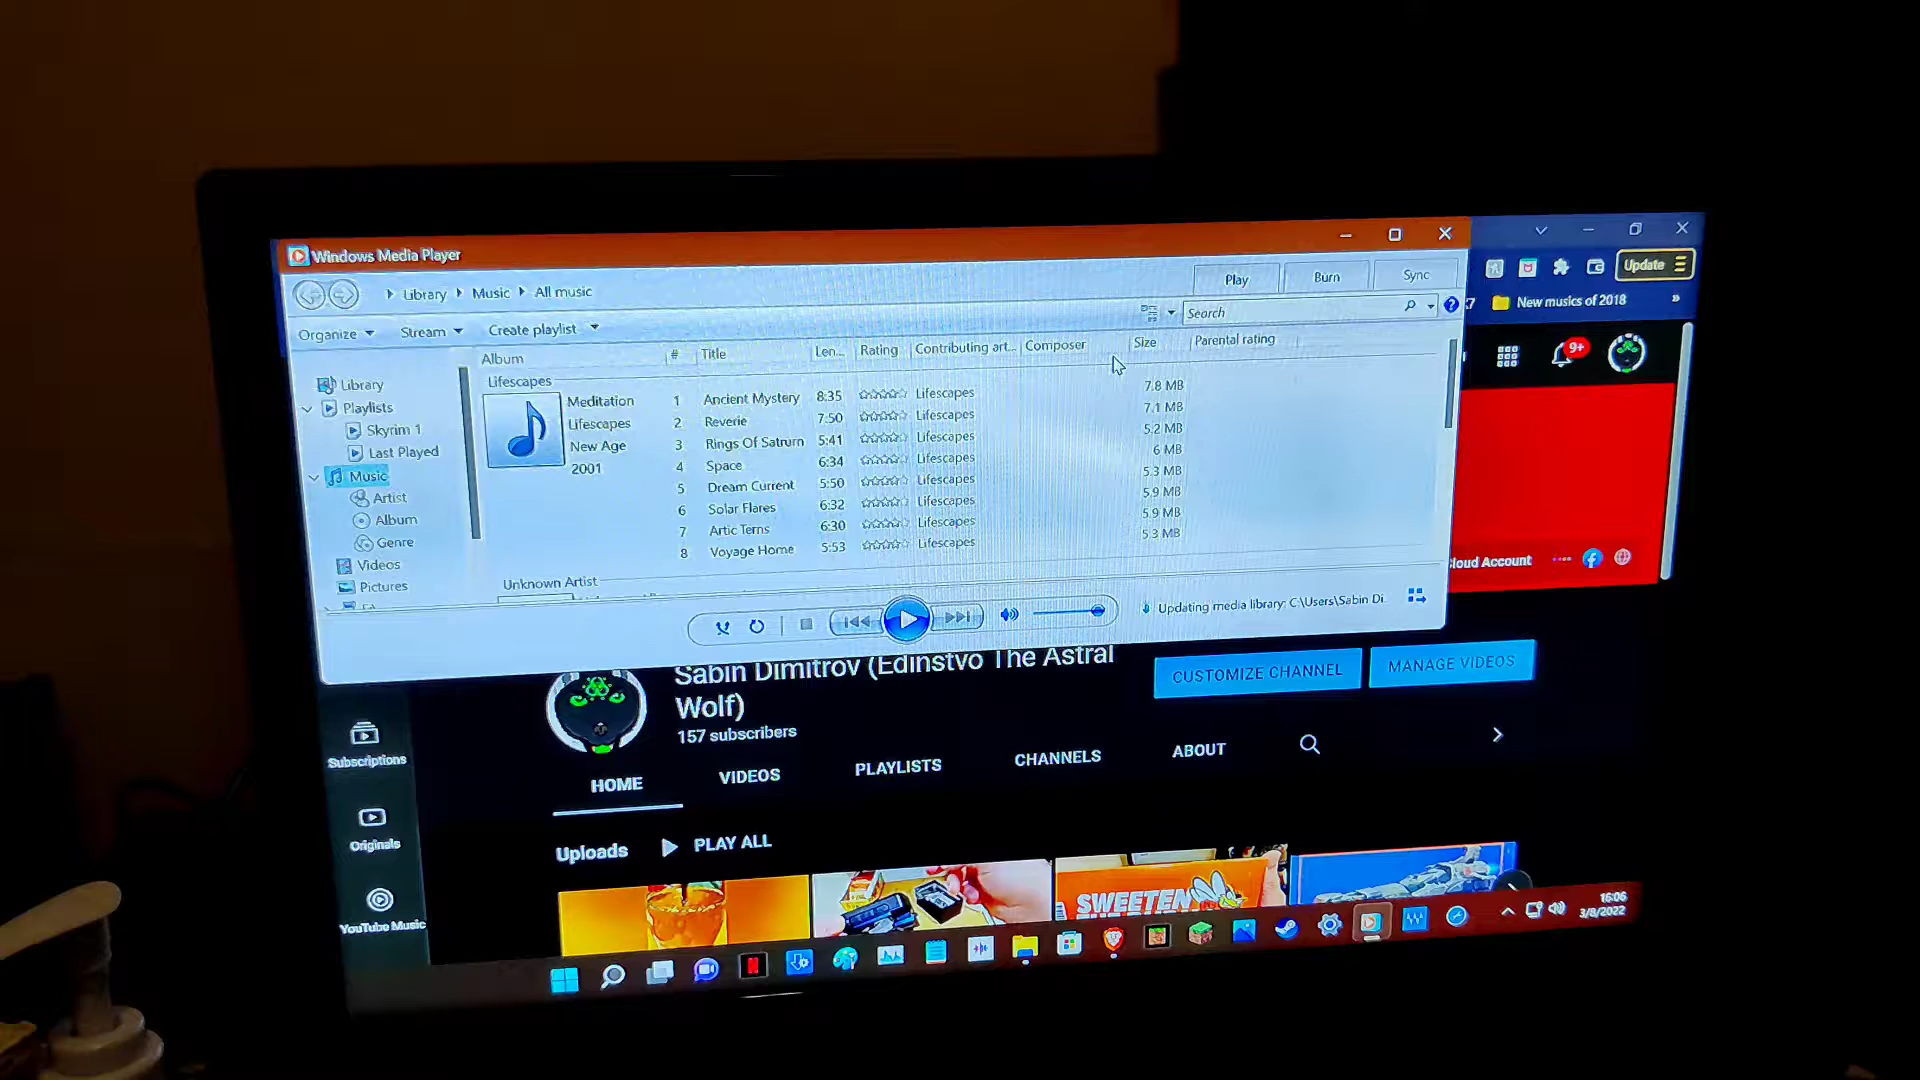 Windows Media Player
Library Music All music
Play Burn Sync
Update
New musics of 2018
Organize Stream Create playlist
Search
Album # Title Len... Rating Contributing art... Composer Size Parental rating
9+
Library
Playlists
Skyrim 1
Last Played
Music
Artist
Album
Genre
Videos
Pictures
Lifescapes
Meditation
Lifescapes
New Age
2001
1 Ancient Mystery 8:35 Lifescapes 7.8 MB
2 Reverie 7:50 Lifescapes 7.1 MB
3 Rings Of Saturn 5:41 Lifescapes 5.2 MB
4 Space 6:34 Lifescapes 6 MB
5 Dream Current 5:50 Lifescapes 5.3 MB
6 Solar Flares 6:32 Lifescapes 5.9 MB
7 Artic Terns 6:30 Lifescapes 5.9 MB
8 Voyage Home 5:53 Lifescapes 5.3 MB
Unknown Artist
Updating media library: C:\Users\Sabin Di
loud Account
Sabin Dimitrov (Edinstvo The Astral
Wolf)
157 subscribers
CUSTOMIZE CHANNEL
MANAGE VIDEOS
HOME VIDEOS PLAYLISTS CHANNELS ABOUT
Subscriptions
Originals
YouTube Music
Uploads PLAY ALL
SWEETEN
16:06
3/8/2022